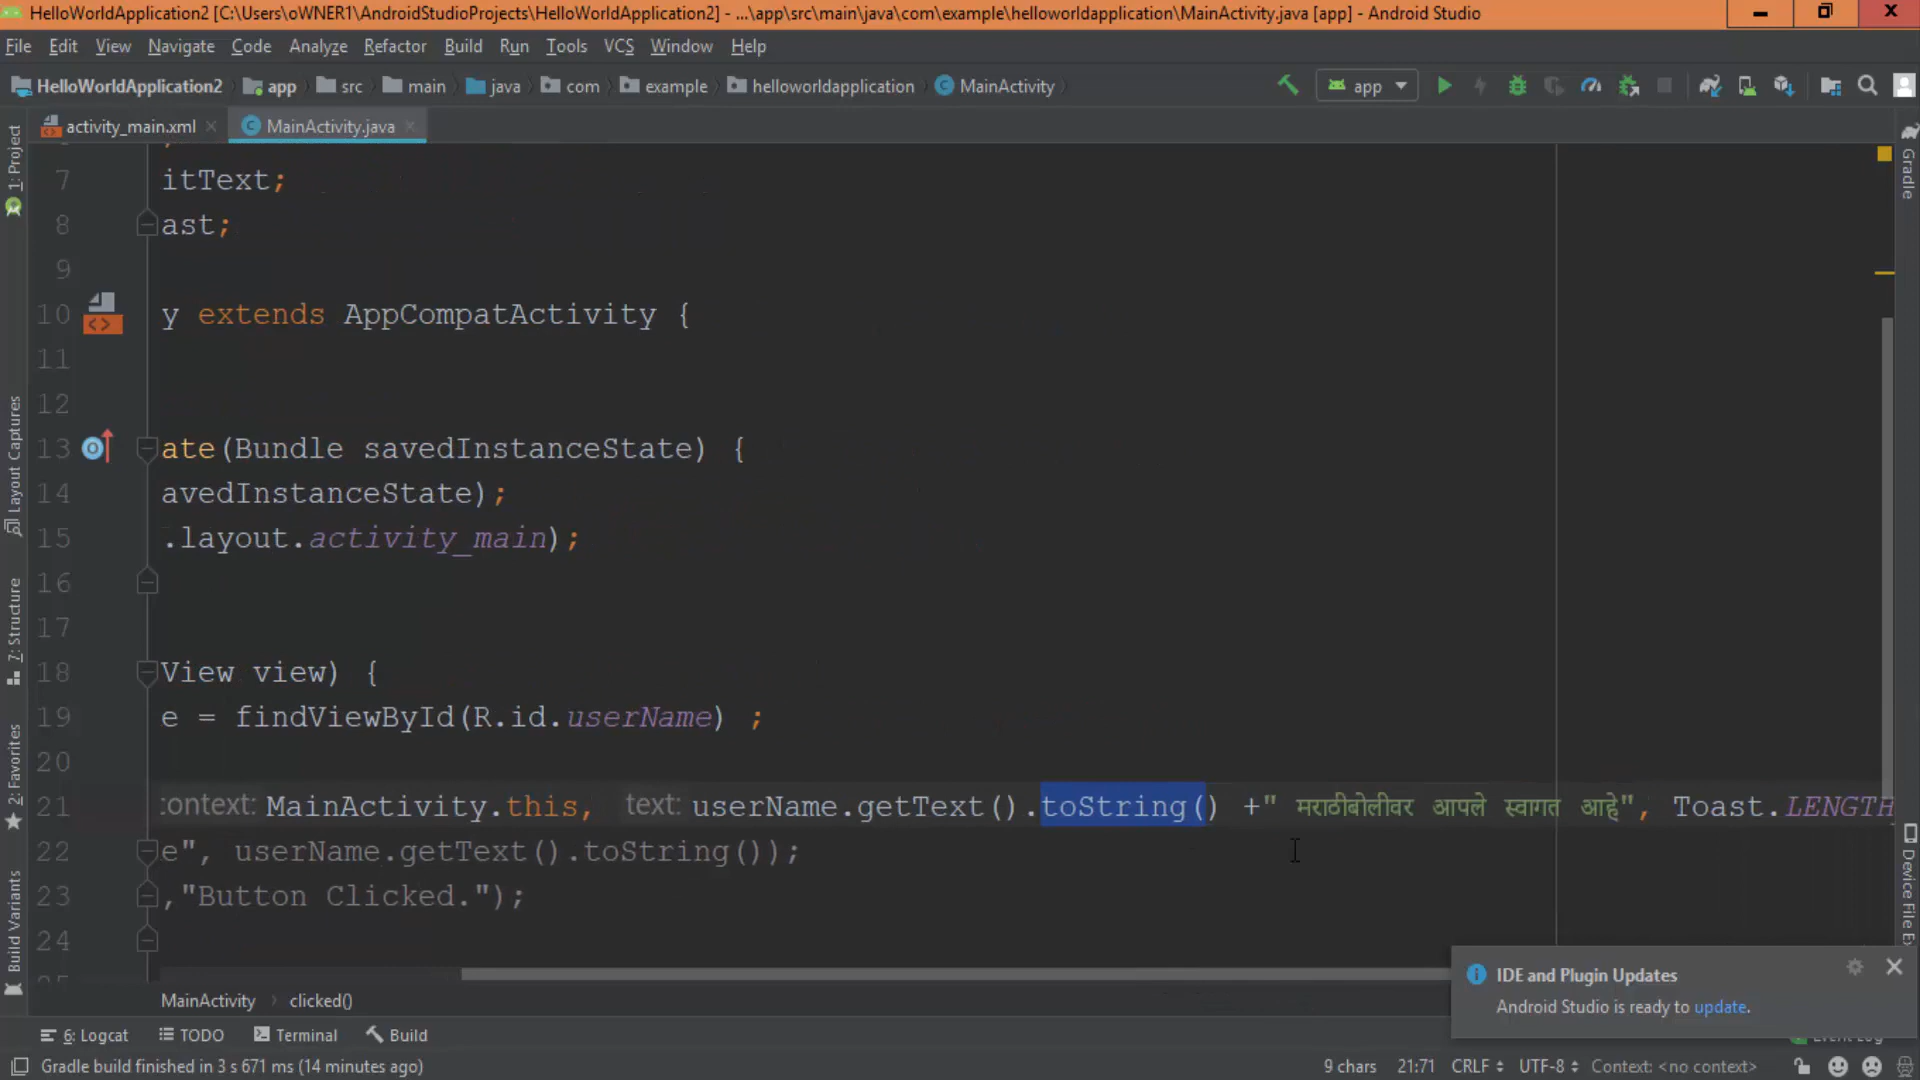 HelloWorldApplication2 [C:\Users\oWNER1\AndroidStudioProjects\HelloWorldApplication2] - ...\app\src\main\java\com\example\helloworldapplication\MainActivity.java [app] - Android Studio
File Edit View Navigate Code Analyze Refactor Build Run Tools VCS Window Help
HelloWorldApplication2 app src main java com example helloworldapplication MainActivity app
activity_main.xml MainActivity.java
1: Project
Layout Captures
7: Structure
2: Favorites
Build Variants
Gradle
7 itText;
8 ast;
9
10 y extends AppCompatActivity {
11
12
13 ate(Bundle savedInstanceState) {
14 avedInstanceState);
15 .layout.activity_main);
16
17
18 View view) {
19 e = findViewById(R.id.userName) ;
20
21 :ontext: MainActivity.this, text: userName.getText().toString() +" मराठीबोलीवर आपले स्वागत आहे", Toast.LENGTH
22 e", userName.getText().toString());
23 ,"Button Clicked.");
24
Device File
IDE and Plugin Updates
Android Studio is ready to update.
MainActivity clicked()
6: Logcat TODO Terminal Build
Gradle build finished in 3 s 671 ms (14 minutes ago) 9 chars 21:71 CRLF UTF-8 Context: <no context>